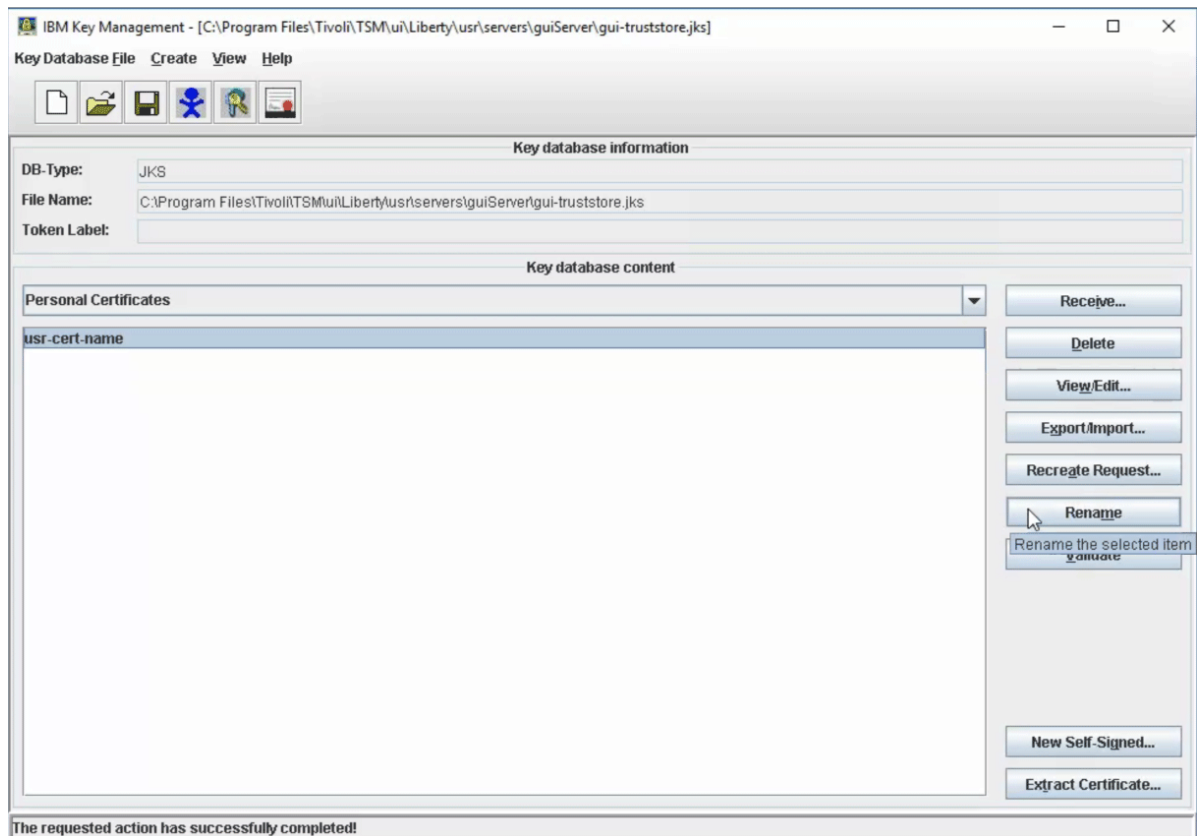 IBM Key Management - [C:\Program Files\Tivoli\TSM\ui\Liberty\usr\servers\guiServer\gui-truststore.jks]
Key Database File Create View Help
Key database information
DB-Type: JKS
File Name: C:\Program Files\Tivoli\TSM\ui\Liberty\usr\servers\guiServer\gui-truststore.jks
Token Label:
Key database content
Personal Certificates
Receive...
usr-cert-name
Delete
View/Edit...
Export/Import...
Recreate Request...
Rename
Rename the selected item
Validate
New Self-Signed...
Extract Certificate...
The requested action has successfully completed!